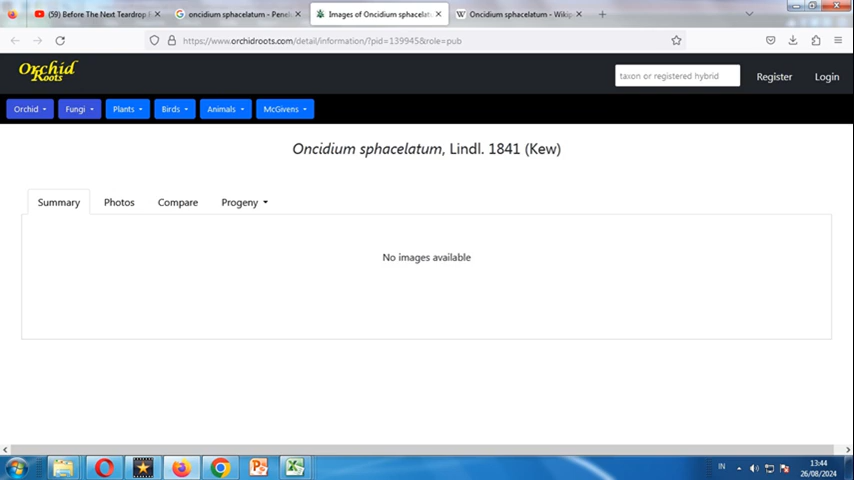 (59) Before The Next Teardrop F
oncidium sphacelatum - Penel
Images of Oncidium sphacelatu
Oncidium sphacelatum - Wikip
https://www.orchidroots.com/detail/information/?pid=139945&role=pub
Orchid
Roots
taxon or registered hybrid
Register
Login
Orchid
Fungi
Plants
Birds
Animals
McGivens
Oncidium sphacelatum, Lindl. 1841 (Kew)
Summary
Photos
Compare
Progeny
No images available
IN
13:44
26/08/2024